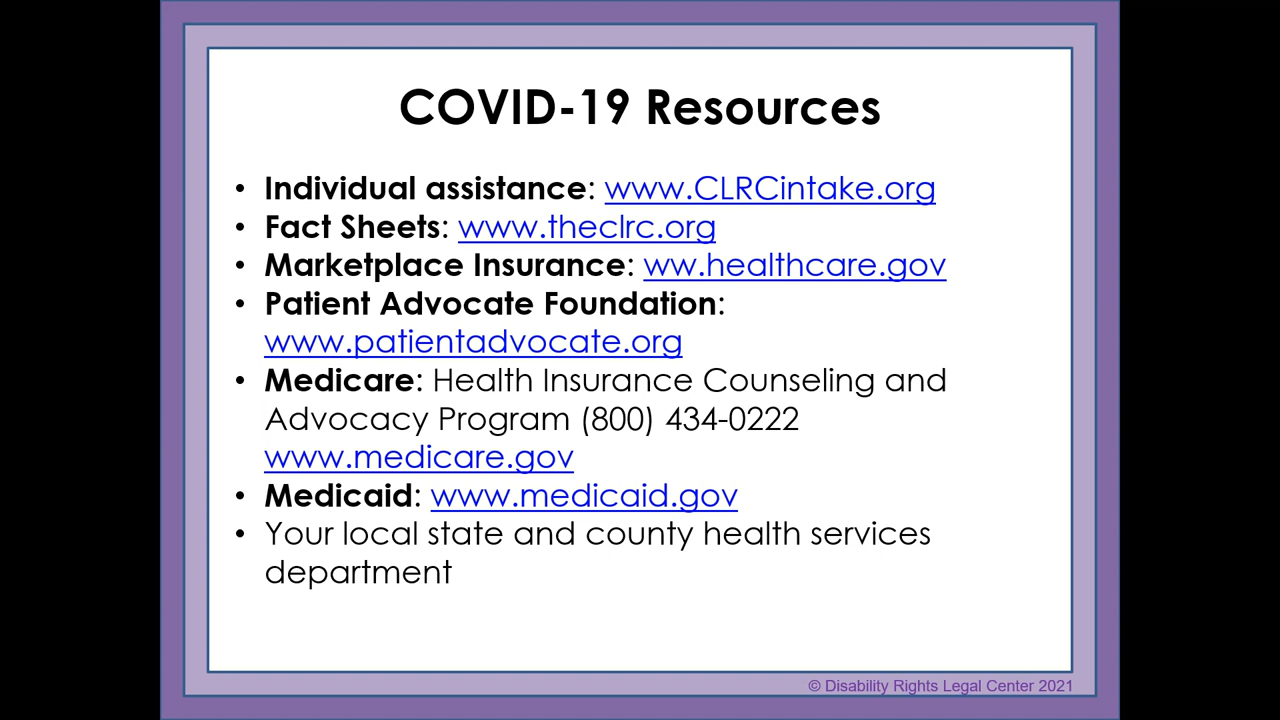 COVID-19 Resources
• Individual assistance: www.CLRCintake.org
• Fact Sheets: www.theclrc.org
• Marketplace Insurance: ww.healthcare.gov
• Patient Advocate Foundation:
www.patientadvocate.org
• Medicare: Health Insurance Counseling and
Advocacy Program (800) 434-0222
www.medicare.gov
• Medicaid: www.medicaid.gov
• Your local state and county health services
department
© Disability Rights Legal Center 2021